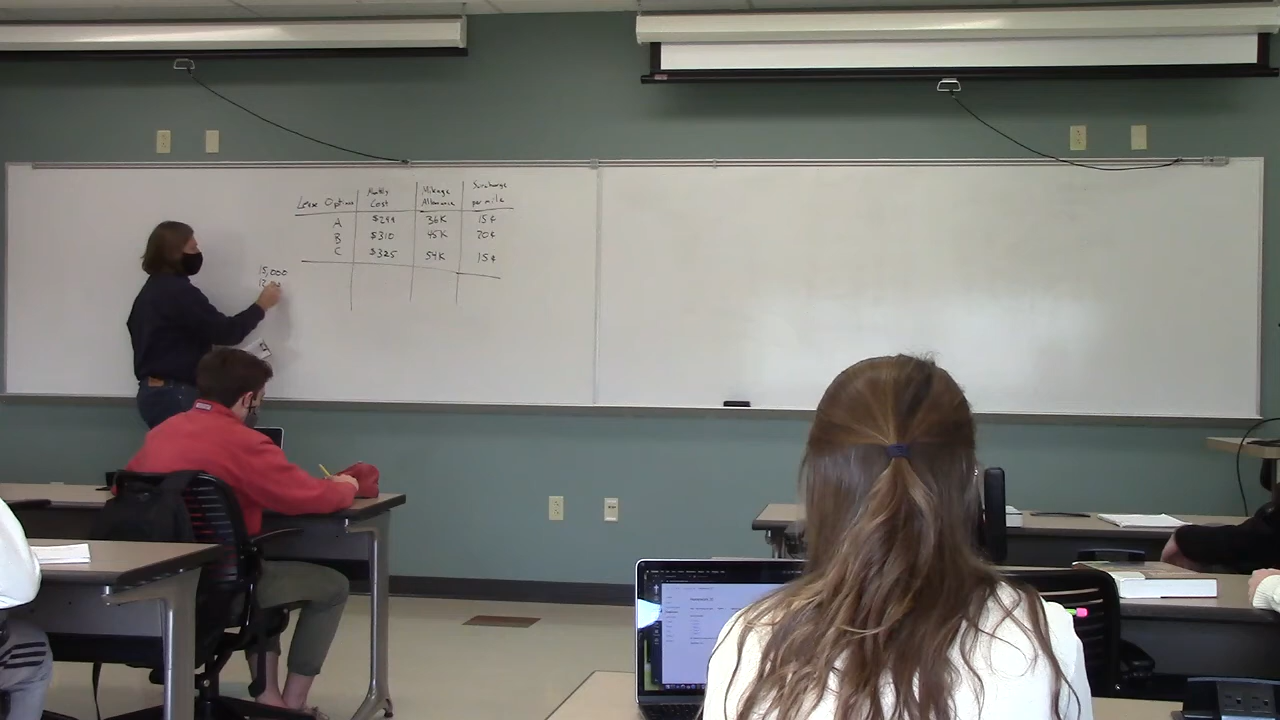 Monthly Mileage Surcharge
Lease Options Cost Allowance per mile
A $299 36K 15¢
B $310 45K 20¢
C $325 54K 15¢
15,000